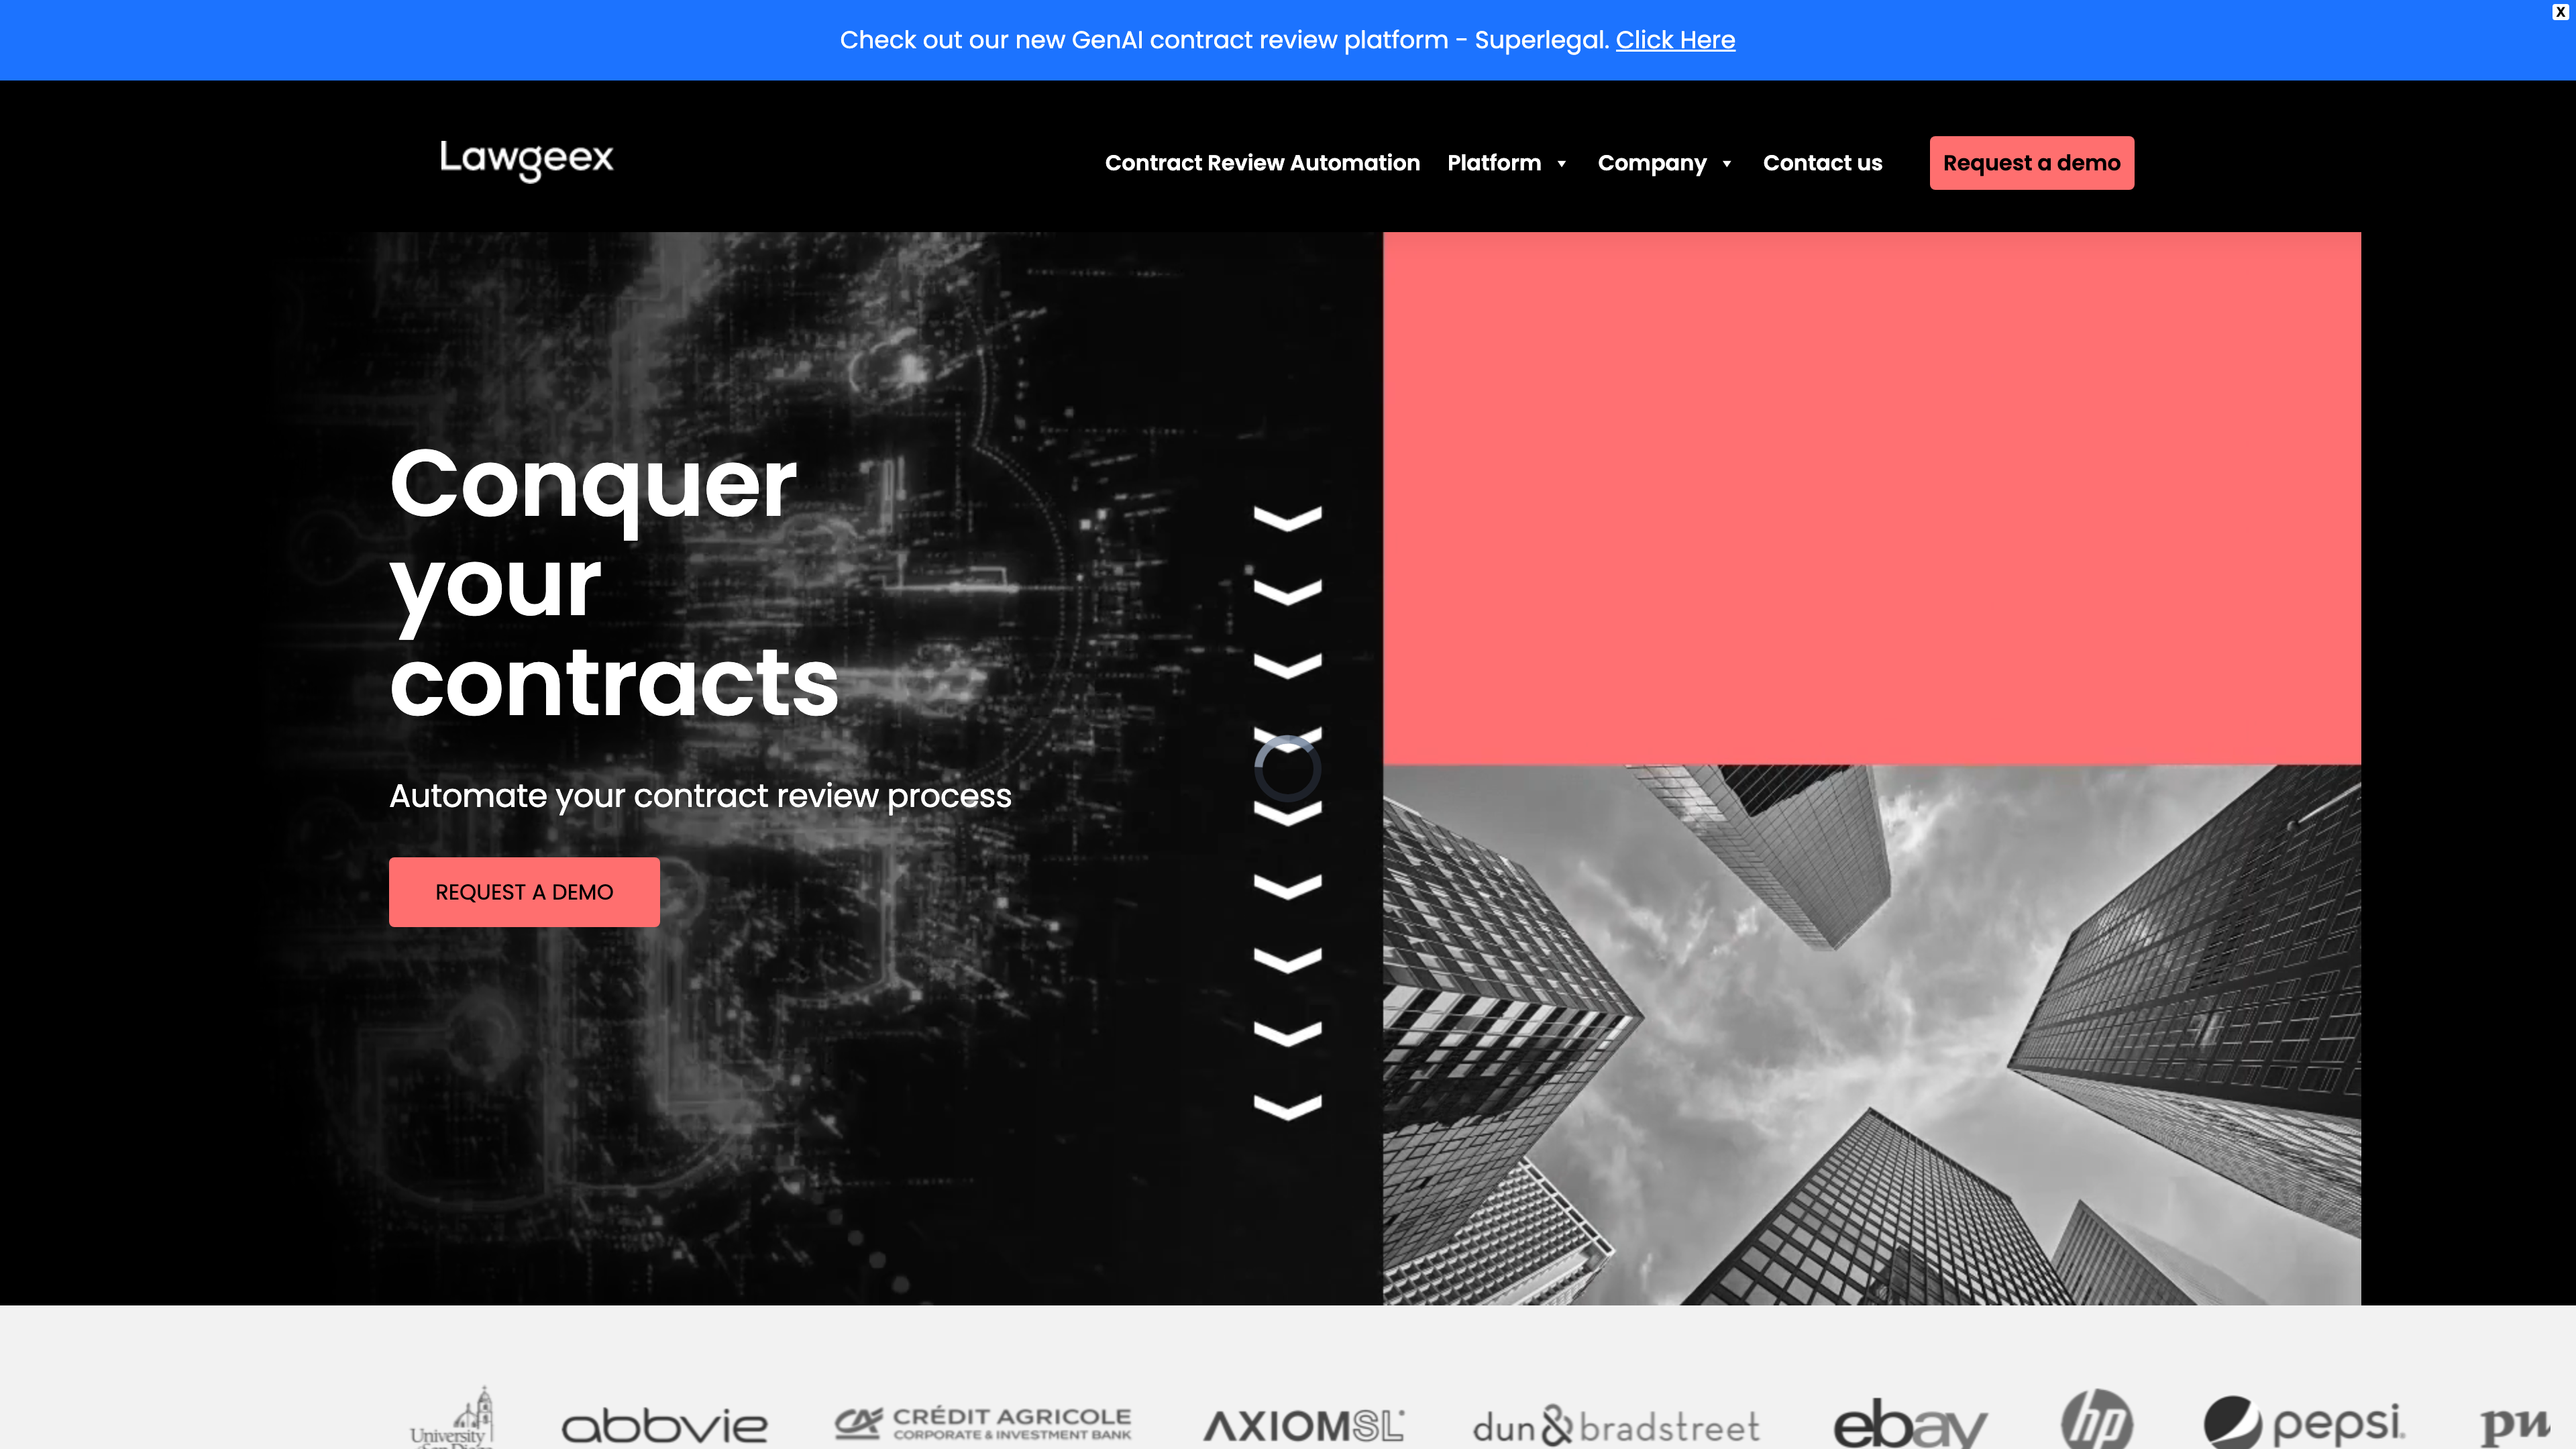 X
Check out our new GenAI contract review platform - Superlegal. Click Here
Lawgeex
Contract Review Automation
Platform
Company
Contact us
Request a demo
Conquer
your
contracts
Automate your contract review process
REQUEST A DEMO
University
abbvie
CA CRÉDIT AGRICOLE
CORPORATE & INVESTMENT BANK
AXIOMSL
dun & bradstreet
ebay
hp
pepsi.